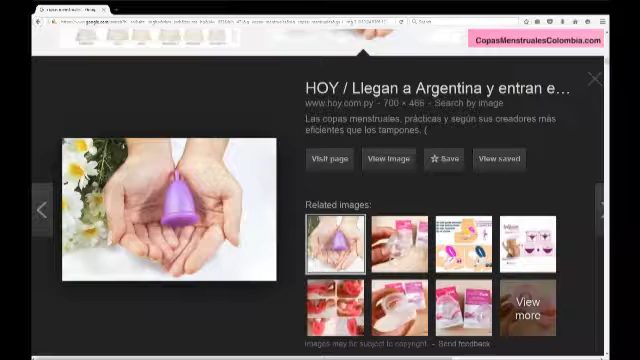 CopasMenstrualesColombia.com
HOY / Llegan a Argentina y entran e...
www.hoy.com.py - 700 × 466 - Search by image
Las copas menstruales, prácticas y según sus creadores más
eficientes que los tampones. (
Visit page
View image
Save
View saved
Related images:
View
more
Images may be subject to copyright. - Send feedback